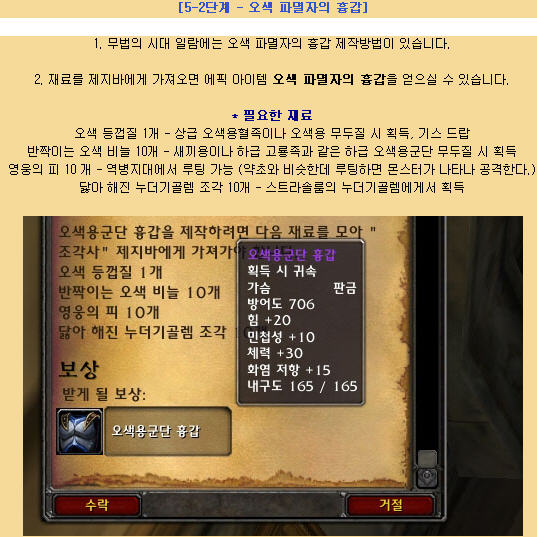 [5-2단계 - 오색 파멸자의 흉갑]
1. 무법의 시대 일람에는 오색 파멸자의 흉갑 제작방법이 있습니다.
2. 재료를 제지바에게 가져오면 에픽 아이템 오색 파멸자의 흉갑을 얻으실 수 있습니다.
* 필요한 재료
오색 등껍질 1개 - 상급 오색용혈족이나 오색용 무두질 시 획득, 기스 드랍
반짝이는 오색 비늘 10개 - 새끼용이나 하급 고룡족과 같은 하급 오색용군단 무두질 시 획득
영웅의 피 10 개 - 역병지대에서 루팅 가능 (약초와 비슷한데 루팅하면 몬스터가 나타나 공격한다.)
닳아 해진 누더기골렘 조각 10개 - 스트라솔름의 누더기골렘에게서 획득
오색용군단 흉갑을 제작하려면 다음 재료를 모아 "
조각사" 제지바에게 가져가야
오색 등껍질 1개
반짝이는 오색 비늘 10개
영웅의 피 10개
닳아 해진 누더기골렘 조각
오색용군단 흉갑
획득 시 귀속
가슴 판금
방어도 706
힘 +20
민첩성 +10
체력 +30
화염 저항 +15
내구도 165 / 165
보상
받게 될 보상:
오색용군단 흉갑
수락
거절